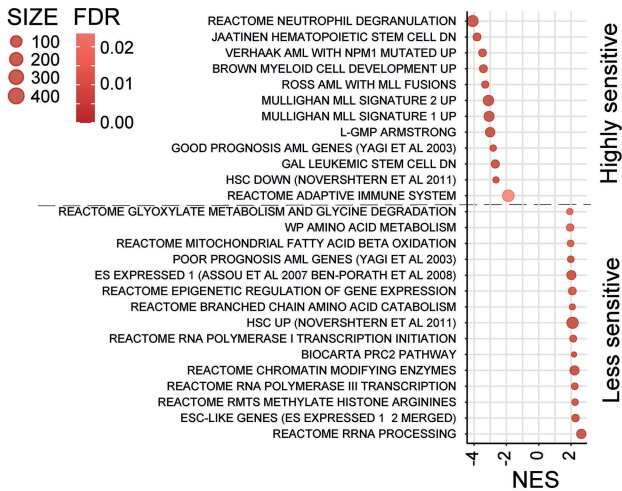 SIZE FDR
100
200
300
400
0.02
0.01
0.00
REACTOME NEUTROPHIL DEGRANULATION
JAATINEN HEMATOPOIETIC STEM CELL DN
VERHAAK AML WITH NPM1 MUTATED UP
BROWN MYELOID CELL DEVELOPMENT UP
ROSS AML WITH MLL FUSIONS
MULLIGHAN MLL SIGNATURE 2 UP
MULLIGHAN MLL SIGNATURE 1 UP
L-GMP ARMSTRONG
GOOD PROGNOSIS AML GENES (YAGI ET AL 2003)
GAL LEUKEMIC STEM CELL DN
HSC DOWN (NOVERSHTERN ET AL 2011)
REACTOME ADAPTIVE IMMUNE SYSTEM
REACTOME GLYOXYLATE METABOLISM AND GLYCINE DEGRADATION
WP AMINO ACID METABOLISM
REACTOME MITOCHONDRIAL FATTY ACID BETA OXIDATION
POOR PROGNOSIS AML GENES (YAGI ET AL 2003)
ES EXPRESSED 1 (ASSOU ET AL 2007 BEN-PORATH ET AL 2008)
REACTOME EPIGENETIC REGULATION OF GENE EXPRESSION
REACTOME BRANCHED CHAIN AMINO ACID CATABOLISM
HSC UP (NOVERSHTERN ET AL 2011)
REACTOME RNA POLYMERASE I TRANSCRIPTION INITIATION
BIOCARTA PRC2 PATHWAY
REACTOME CHROMATIN MODIFYING ENZYMES
REACTOME RNA POLYMERASE III TRANSCRIPTION
REACTOME RMTS METHYLATE HISTONE ARGININES
ESC-LIKE GENES (ES EXPRESSED 1 2 MERGED)
REACTOME RRNA PROCESSING
Highly sensitive
Less sensitive
-4 -2 0 2
NES